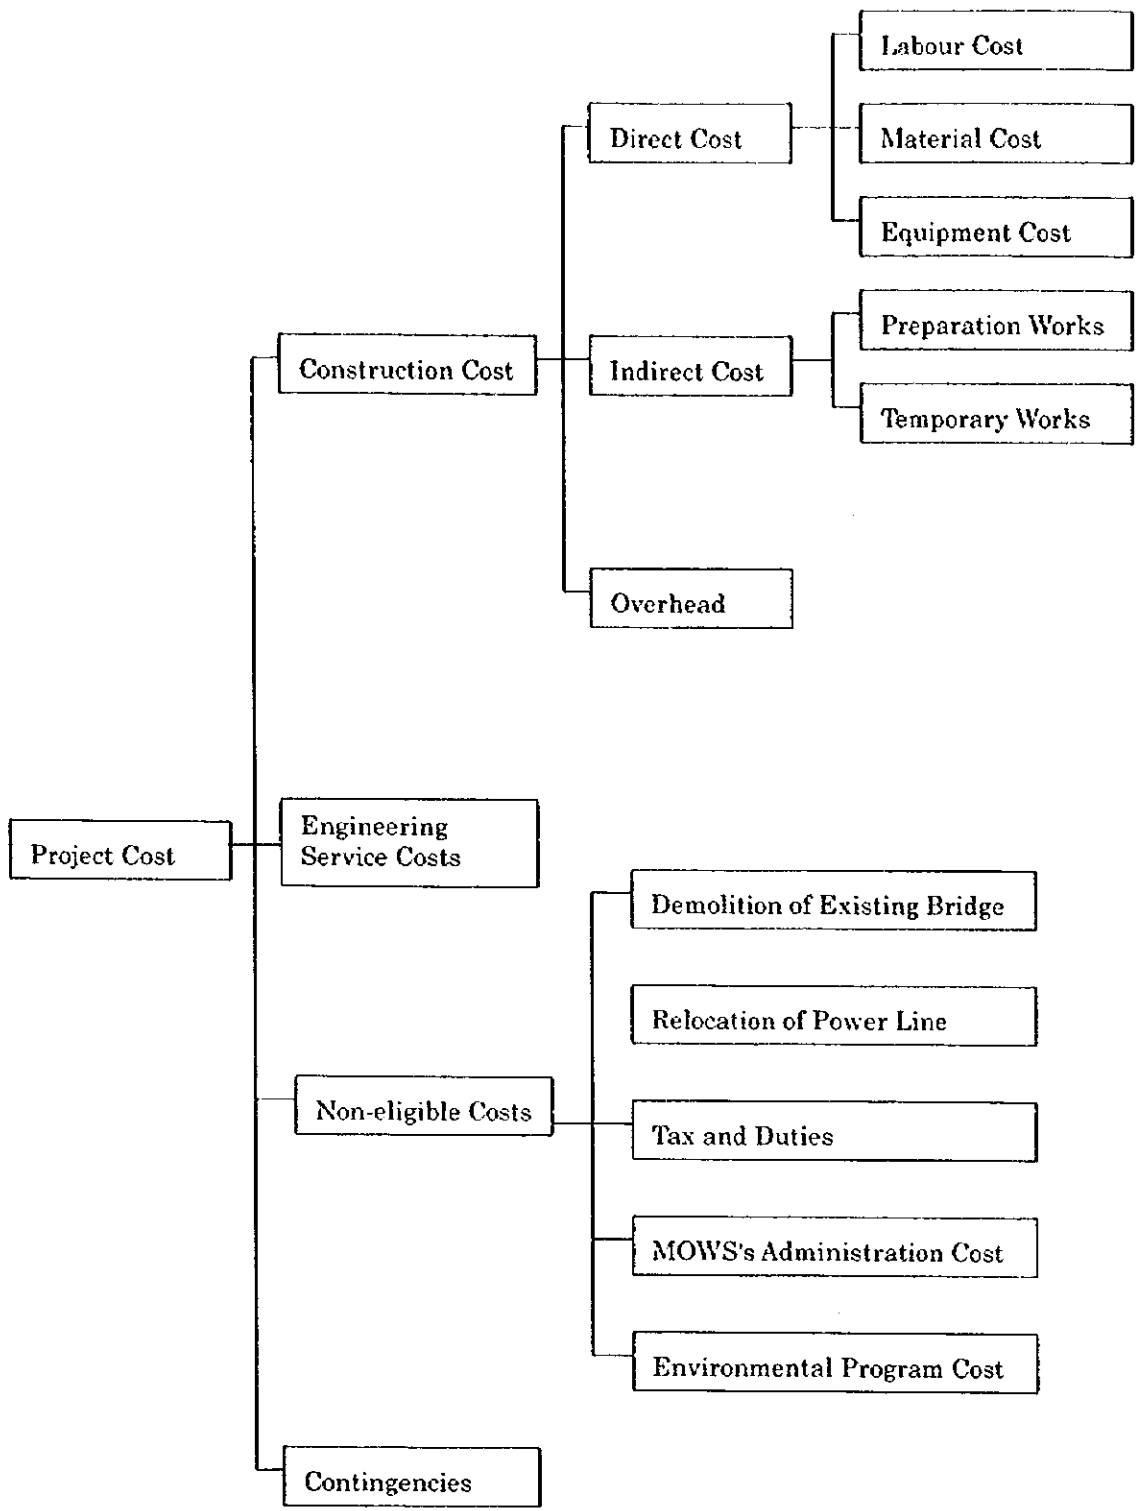 Labour Cost
Direct Cost
Material Cost
Equipment Cost
Preparation Works
Construction Cost
Indirect Cost
Temporary Works
Overhead
Project Cost
Engineering
Service Costs
Demolition of Existing Bridge
Relocation of Power Line
Non-eligible Costs
Tax and Duties
MOWS's Administration Cost
Environmental Program Cost
Contingencies